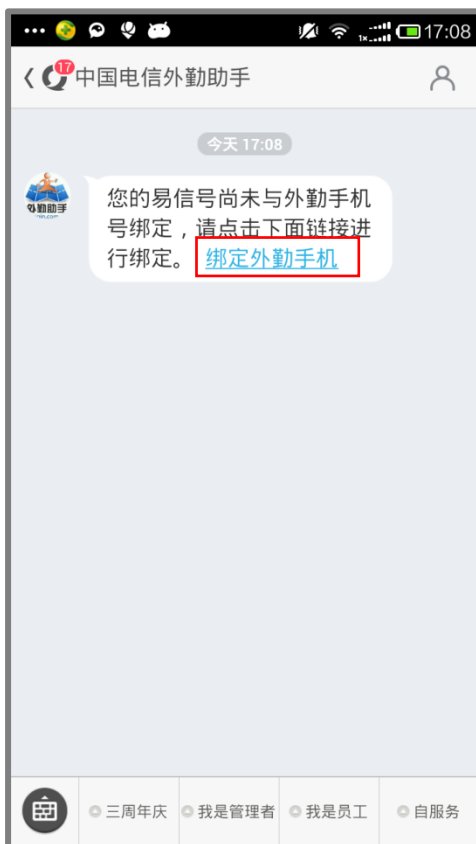 17:08
17
中国电信外勤助手
今天 17:08
外勤助手
您的易信号尚未与外勤手机
号绑定，请点击下面链接进
行绑定。 绑定外勤手机
三周年庆 我是管理者 我是员工 自服务